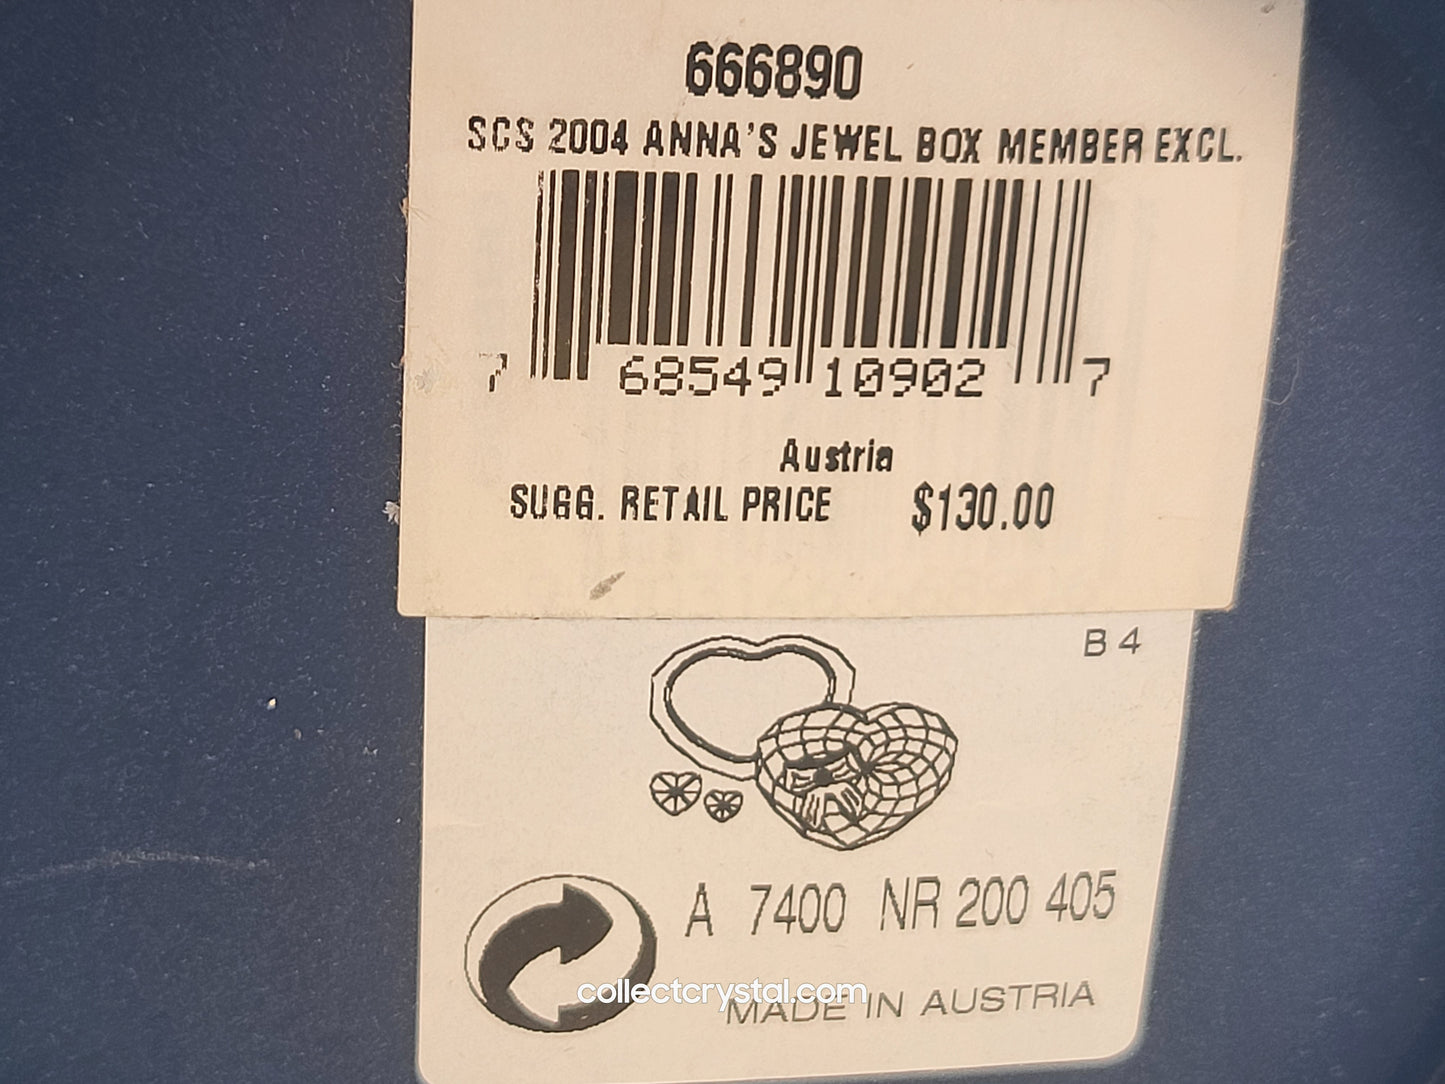 666890
SCS 2004 ANNA'S JEWEL BOX MEMBER EXCL.
7 68549 10902 7
Austria
SUGG. RETAIL PRICE $130.00
B 4
A 7400 NR 200 405
collectcrystal.com
MADE IN AUSTRIA